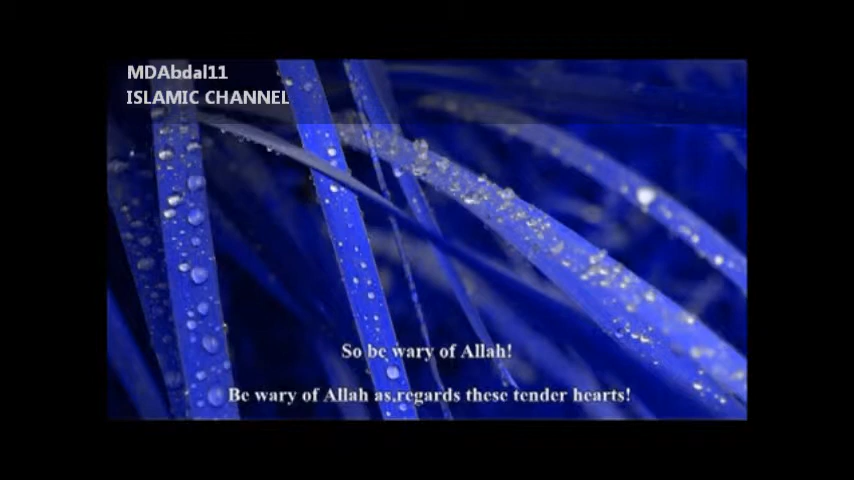 MDAbdal11
ISLAMIC CHANNEL
So be wary of Allah!
Be wary of Allah as,regards these tender hearts!